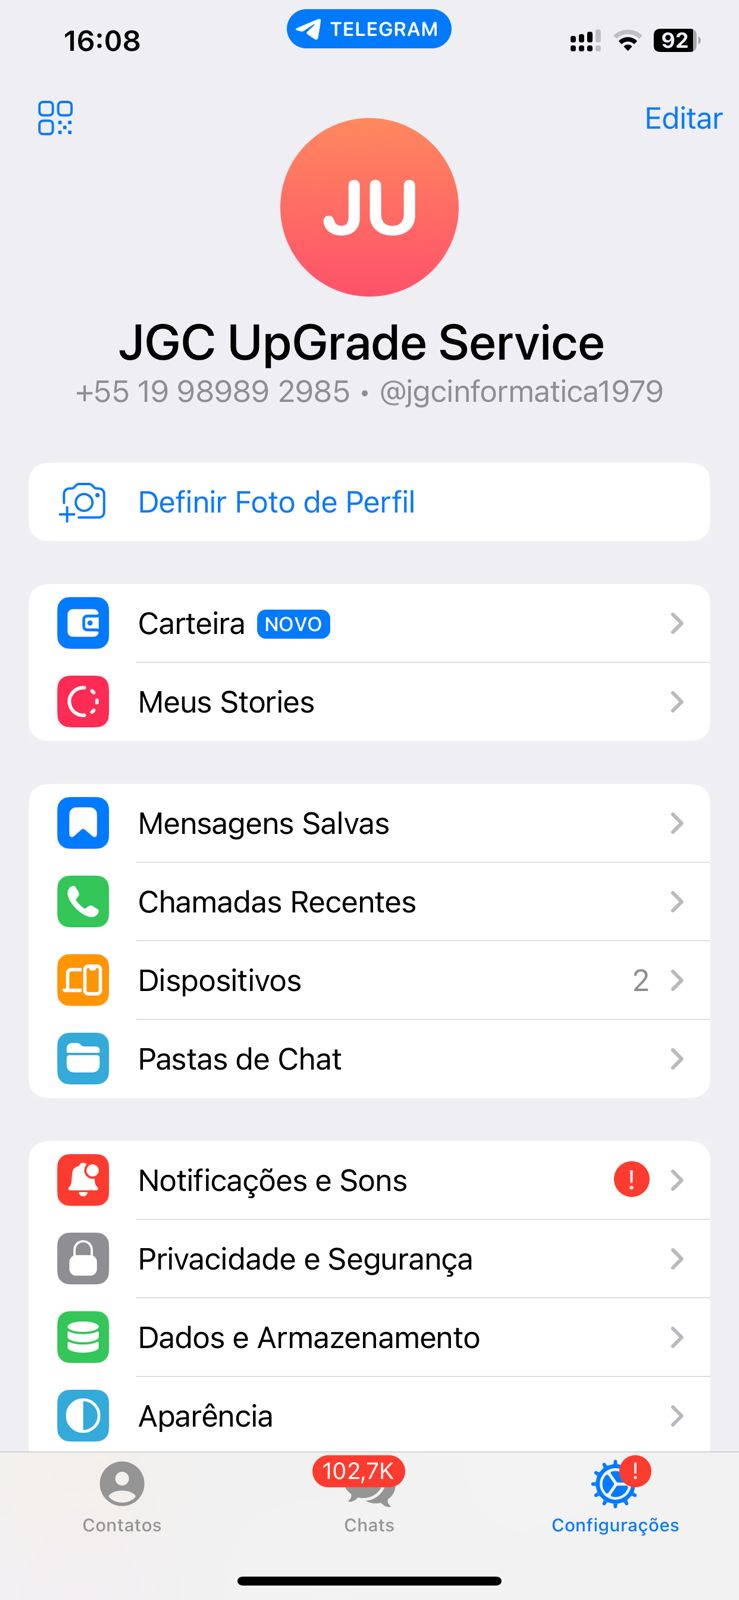 16:08
TELEGRAM
92
Editar
JU
JGC UpGrade Service
+55 19 98989 2985 • @jgcinformatica1979
Definir Foto de Perfil
Carteira NOVO
Meus Stories
Mensagens Salvas
Chamadas Recentes
Dispositivos 2
Pastas de Chat
Notificações e Sons !
Privacidade e Segurança
Dados e Armazenamento
Aparência
102,7K !
Contatos Chats Configurações